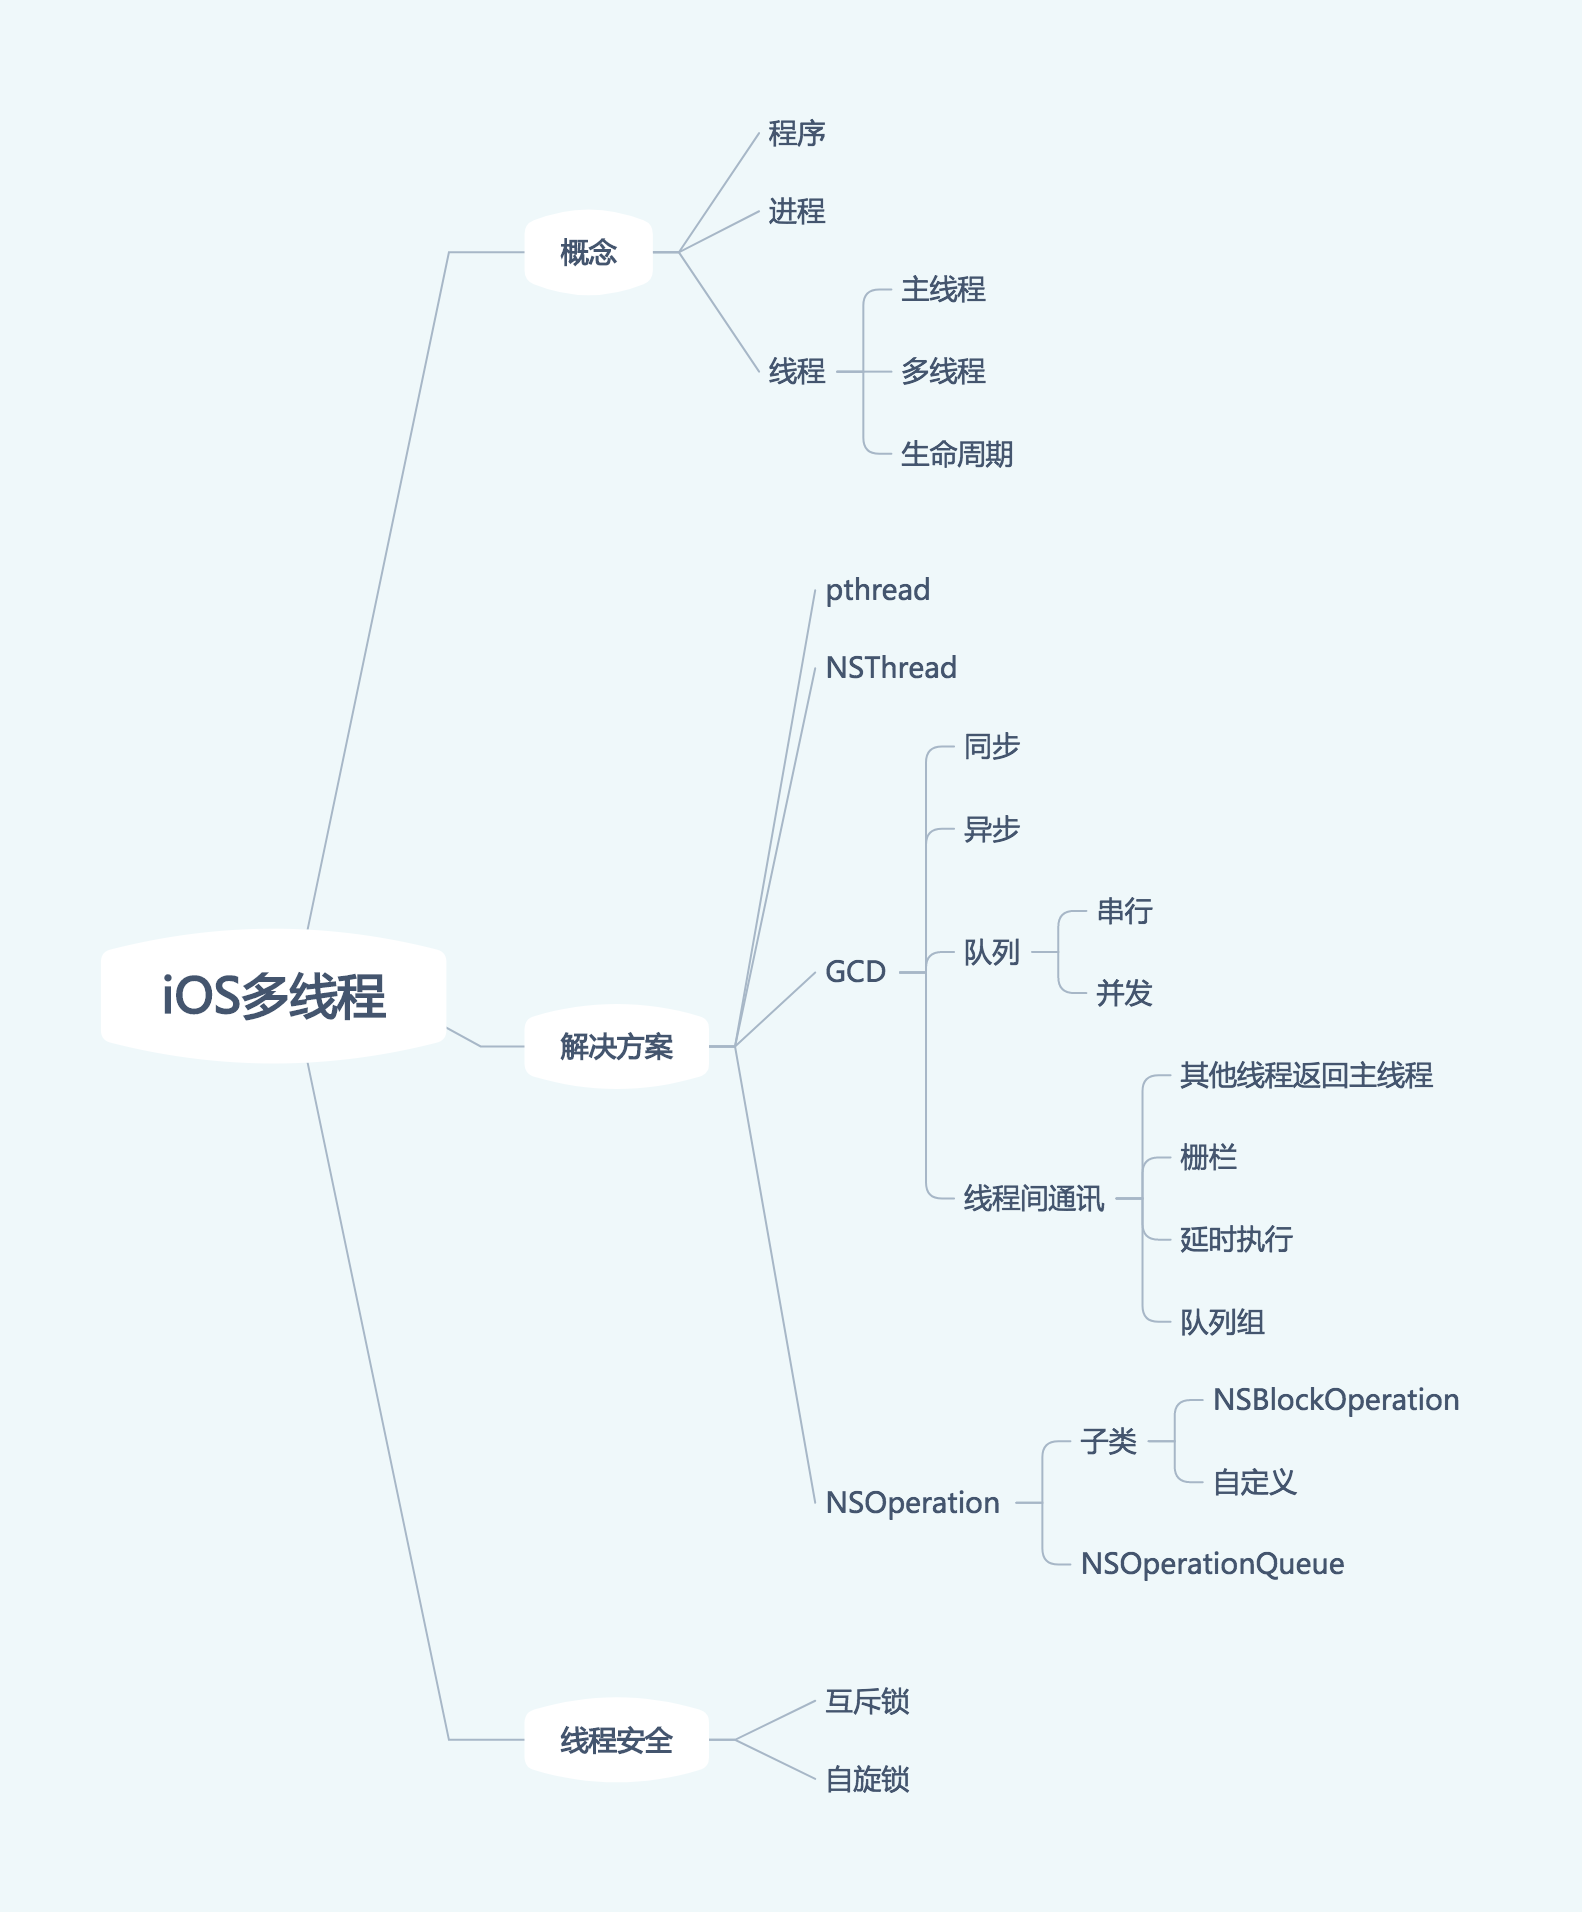 iOS多线程
概念
程序
进程
线程
主线程
多线程
生命周期
解决方案
pthread
NSThread
GCD
同步
异步
队列
串行
并发
线程间通讯
其他线程返回主线程
栅栏
延时执行
队列组
NSOperation
子类
NSBlockOperation
自定义
NSOperationQueue
线程安全
互斥锁
自旋锁